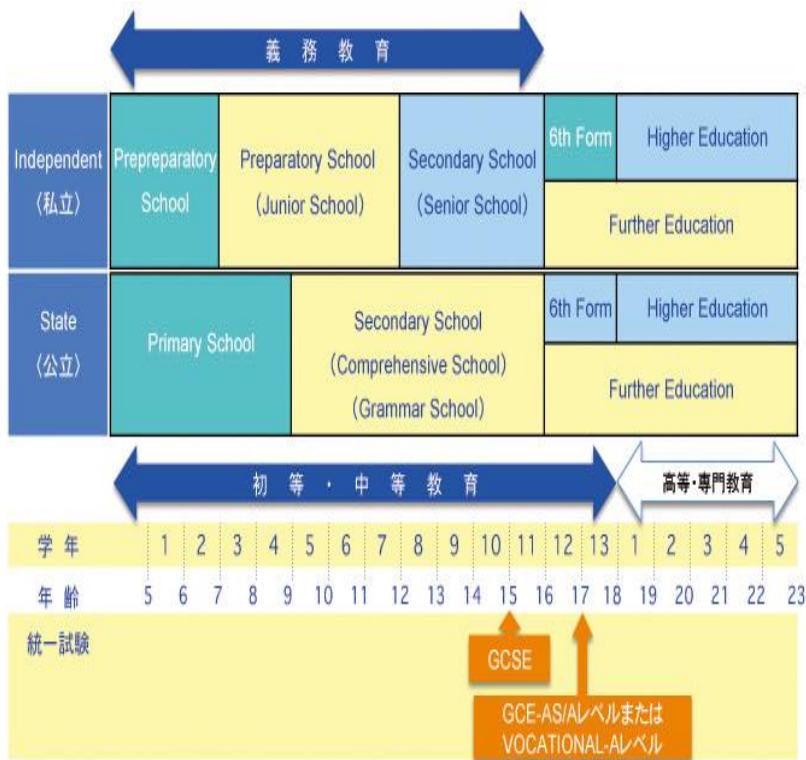 義務教育
Independent
〈私立〉
Prepreparatory
School
Preparatory School
（Junior School）
Secondary School
（Senior School）
6th Form
Higher Education
Further Education
State
〈公立〉
Primary School
Secondary School
（Comprehensive School）
（Grammar School）
6th Form
Higher Education
Further Education
初等・中等教育
高等・専門教育
学年 1 2 3 4 5 6 7 8 9 10 11 12 13 1 2 3 4 5
年齢 5 6 7 8 9 10 11 12 13 14 15 16 17 18 19 20 21 22 23
統一試験
GCSE
GCE-AS/Aレベルまたは
VOCATIONAL-Aレベル